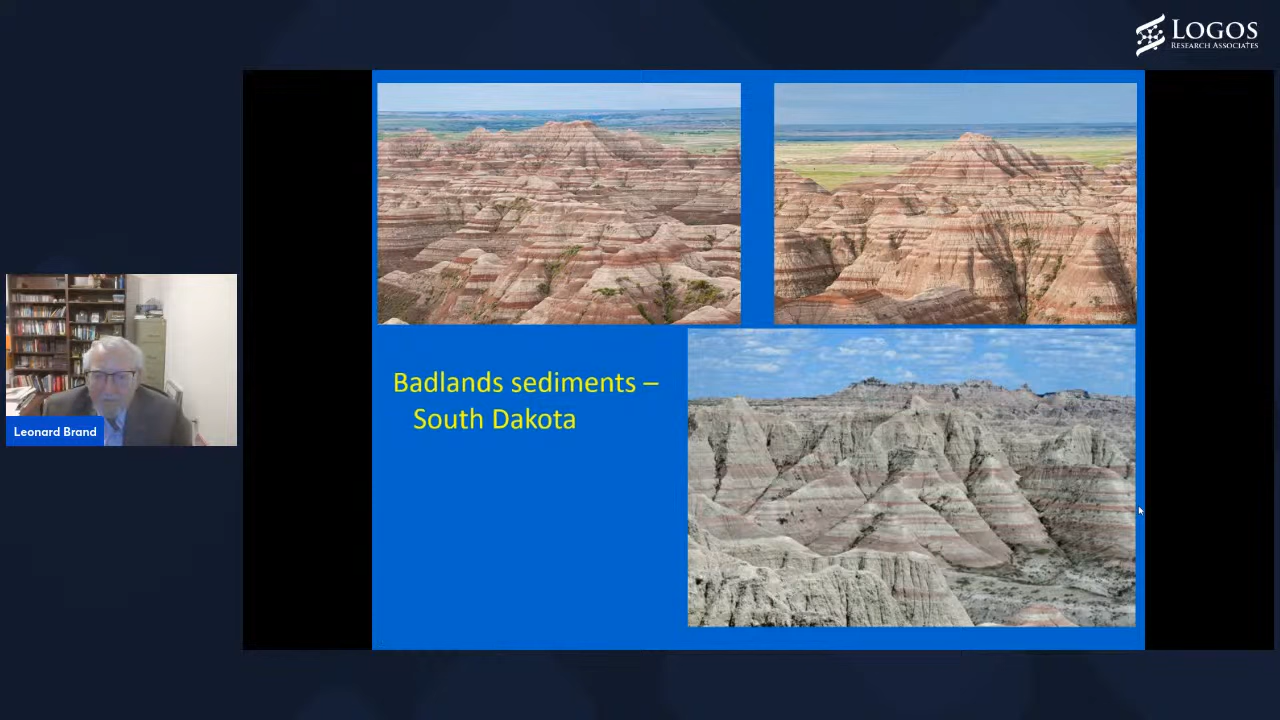 LOGOS
RESEARCH ASSOCIATES
Badlands sediments –
South Dakota
Leonard Brand